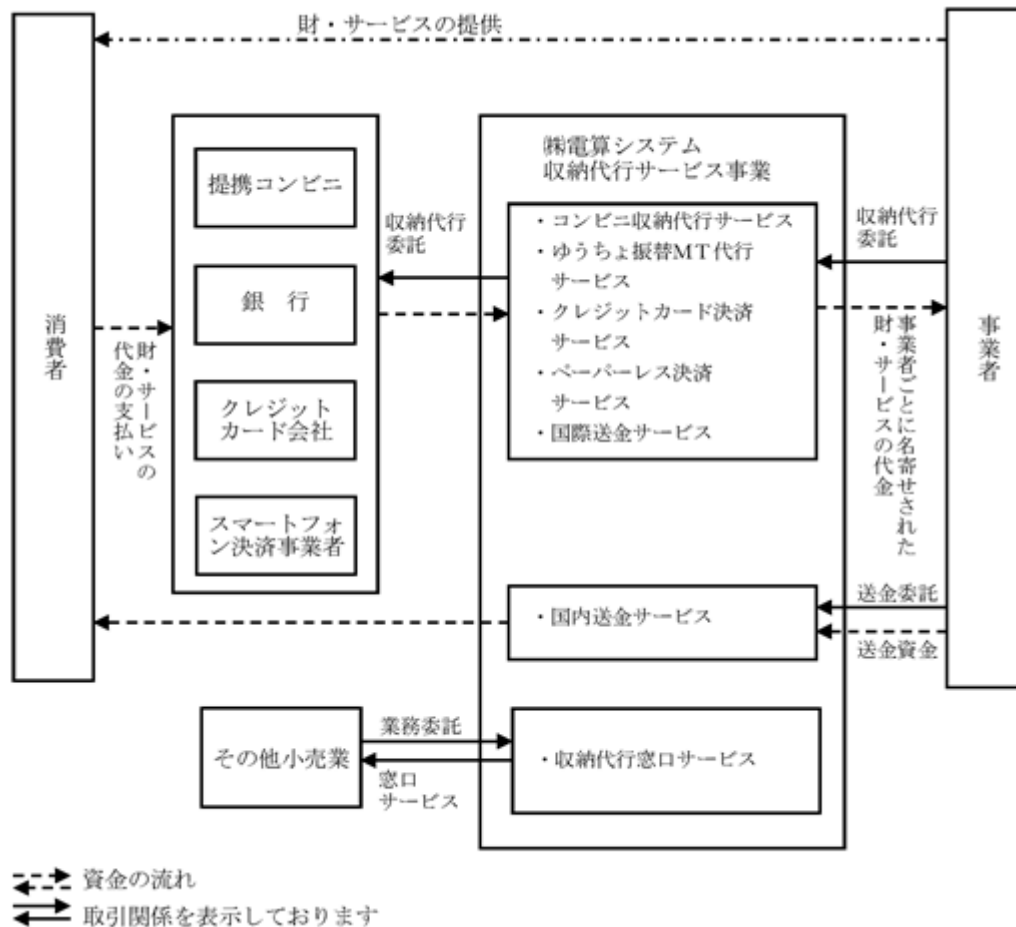 財・サービスの提供
消費者
財・サービスの
代金の支払い
提携コンビニ
銀　行
クレジット
カード会社
スマートフォ
ン決済事業者
収納代行
委託
㈱電算システム
収納代行サービス事業
・コンビニ収納代行サービス
・ゆうちょ振替ＭＴ代行
サービス
・クレジットカード決済
サービス
・ペーパーレス決済
サービス
・国際送金サービス
収納代行
委託
事業者ごとに名寄せされた
財・サービスの代金
事業者
・国内送金サービス
送金委託
送金資金
その他小売業
業務委託
窓口
サービス
・収納代行窓口サービス
資金の流れ
取引関係を表示しております